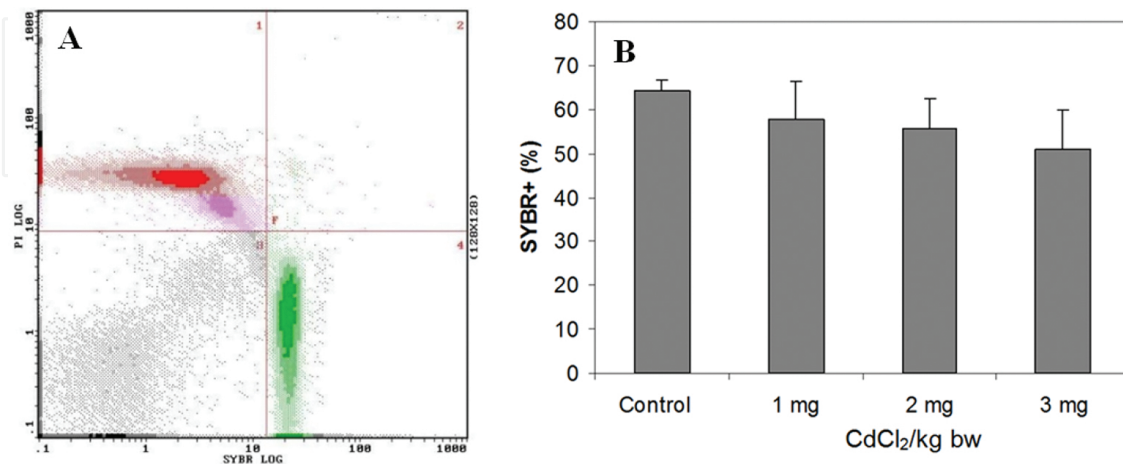 A
1
2
1000
100
10
1
.1
PI LOG
F
3
4
(128X128)
.1
1
10
100
1000
SYBR LOG
B
80
70
60
50
40
30
20
10
0
SYBR+ (%)
Control
1 mg
2 mg
3 mg
CdCl₂/kg bw